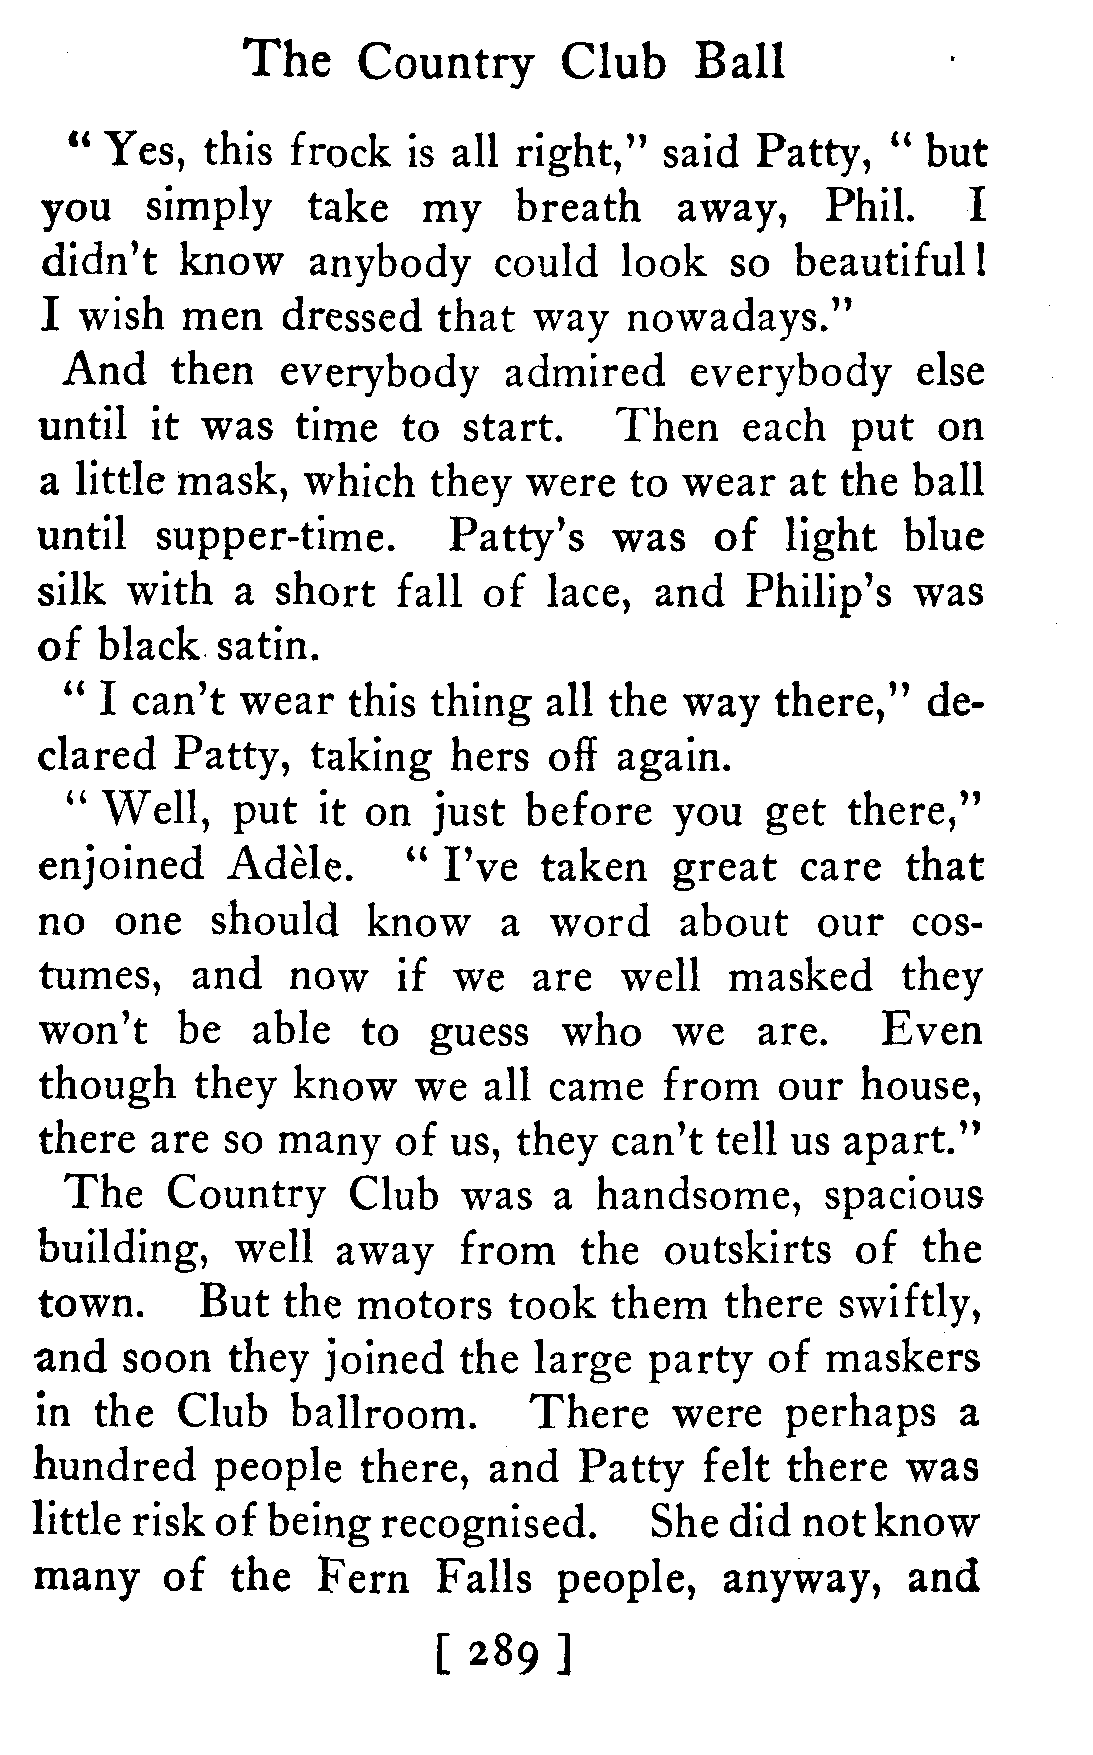 The Country Club Ball
“ Yes, this frock is all right,” said Patty, “ but
you simply take my breath away, Phil. I
didn't know anybody could look so beautiful!
I wish men dressed that way nowadays.”
And then everybody admired everybody else
until it was time to start. Then each put on
a little mask, which they were to wear at the ball
until supper-time. Patty's was of light blue
silk with a short fall of lace, and Philip's was
of black satin.
“ I can't wear this thing all the way there,” de-
clared Patty, taking hers off again.
“ Well, put it on just before you get there,”
enjoined Adèle. “ I've taken great care that
no one should know a word about our cos-
tumes, and now if we are well masked they
won't be able to guess who we are. Even
though they know we all came from our house,
there are so many of us, they can't tell us apart.”
The Country Club was a handsome, spacious
building, well away from the outskirts of the
town. But the motors took them there swiftly,
and soon they joined the large party of maskers
in the Club ballroom. There were perhaps a
hundred people there, and Patty felt there was
little risk of being recognised. She did not know
many of the Fern Falls people, anyway, and
[ 289 ]